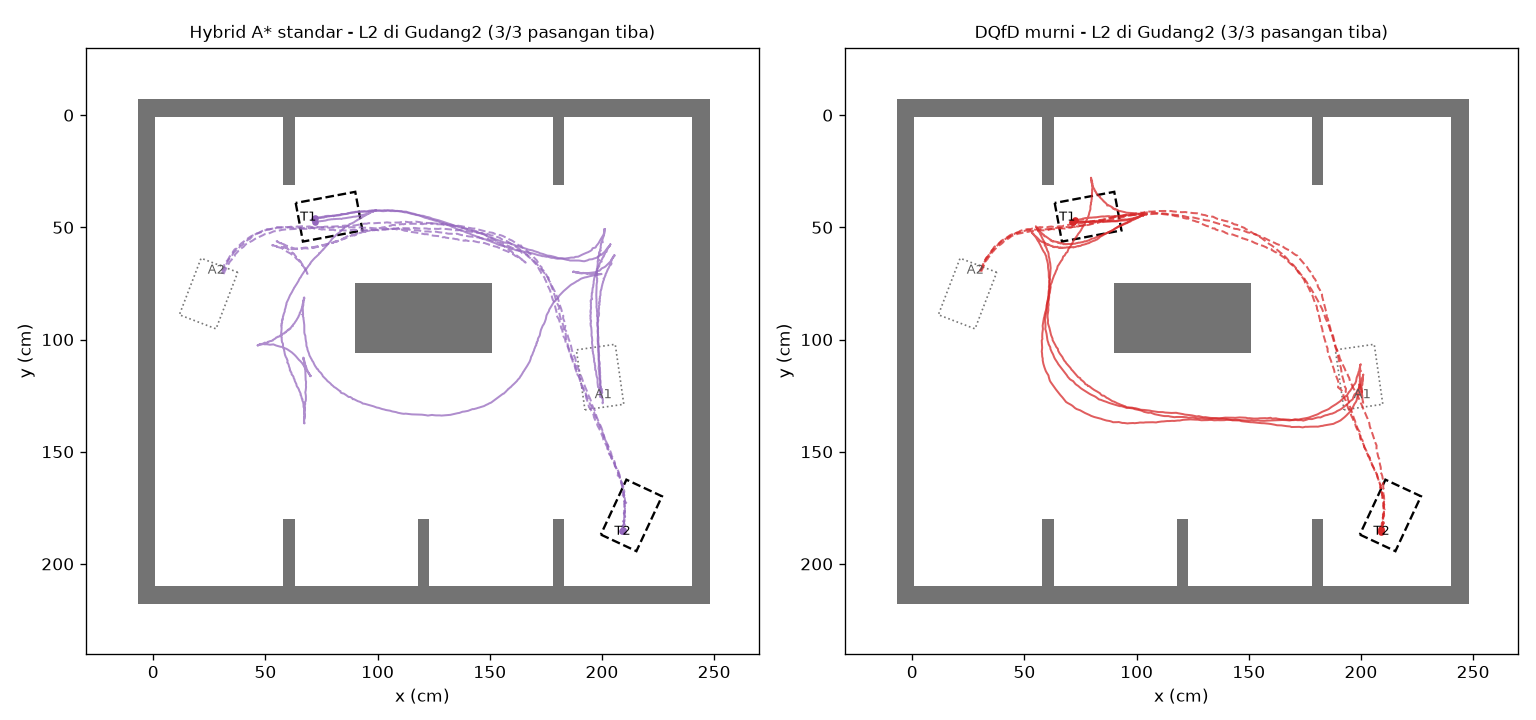 Hybrid A* standar - L2 di Gudang2 (3/3 pasangan tiba)
0
50
100
150
200
y (cm)
T1
A2
A1
T2
0
50
100
150
200
250
x (cm)
DQfD murni - L2 di Gudang2 (3/3 pasangan tiba)
0
50
100
150
200
y (cm)
T1
A2
A1
T2
0
50
100
150
200
250
x (cm)